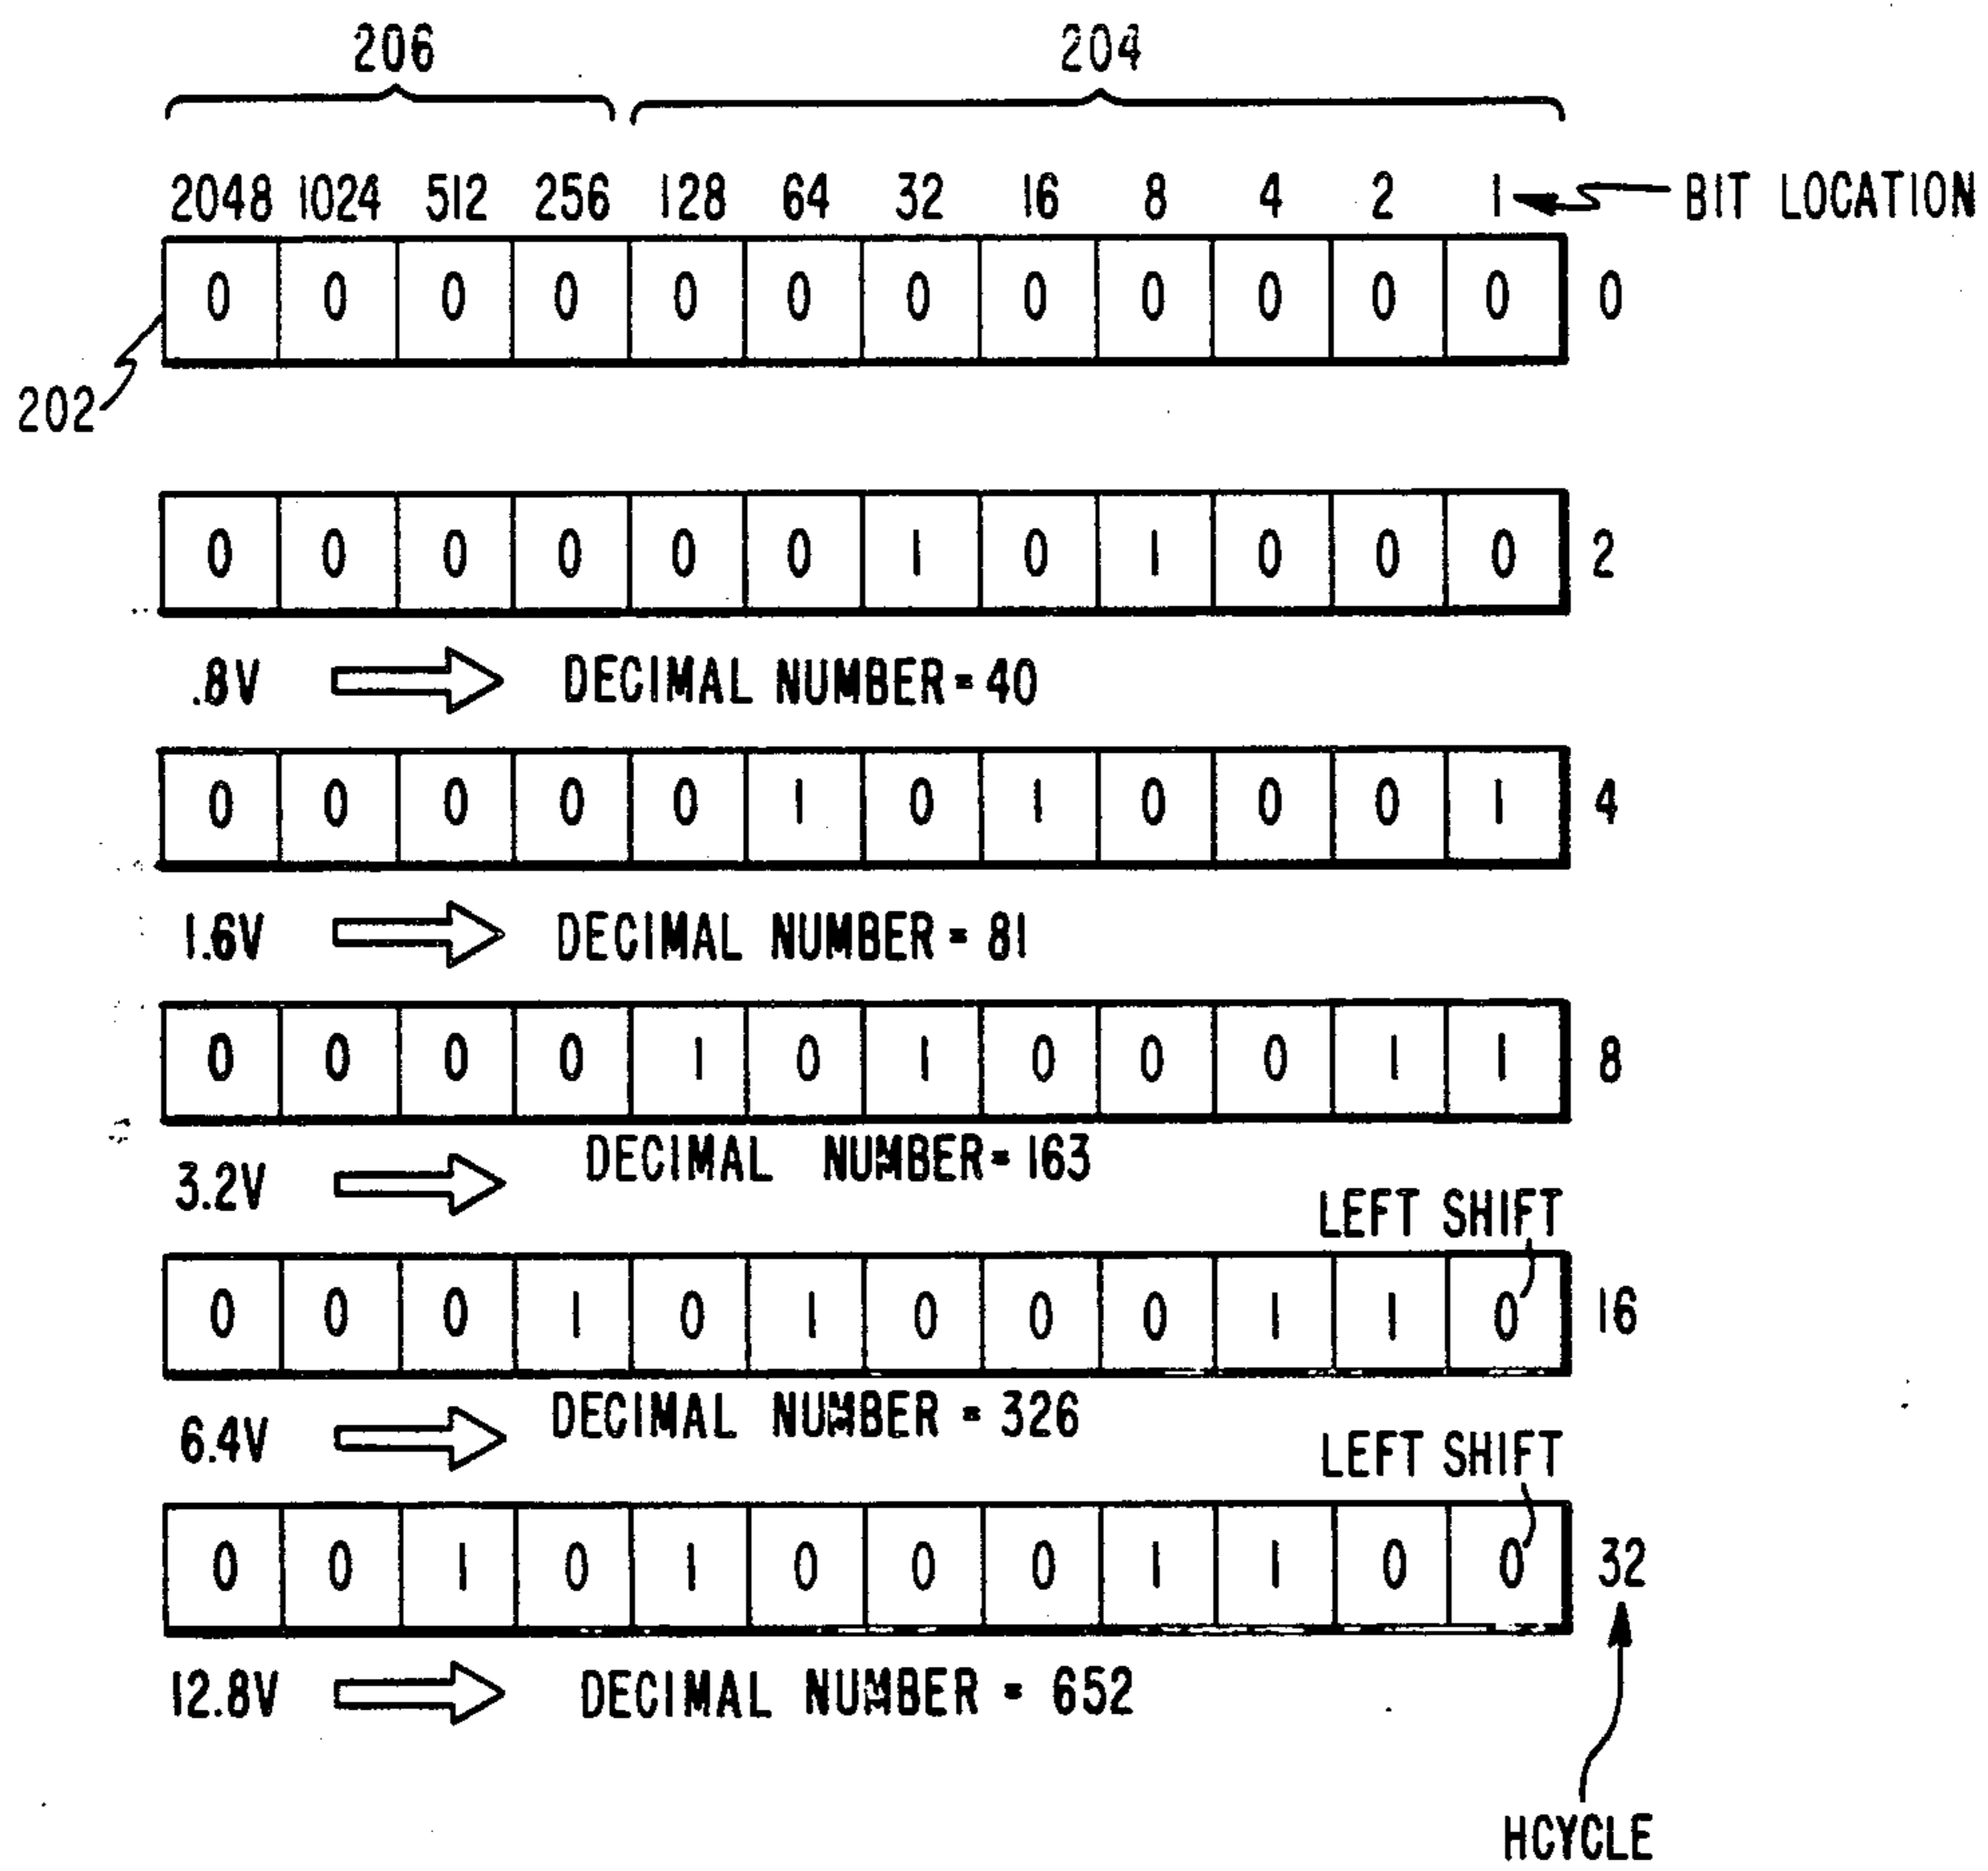 206 204
2048 1024 512 256 128 64 32 16 8 4 2 1 BIT LOCATION
0 0 0 0 0 0 0 0 0 0 0 0 0
202
0 0 0 0 0 0 1 0 1 0 0 0 2
.8V DECIMAL NUMBER = 40
0 0 0 0 0 1 0 1 0 0 0 1 4
1.6V DECIMAL NUMBER = 81
0 0 0 0 1 0 1 0 0 0 1 1 8
3.2V DECIMAL NUMBER = 163
LEFT SHIFT
0 0 0 1 0 1 0 0 0 1 1 0 16
6.4V DECIMAL NUMBER = 326
LEFT SHIFT
0 0 1 0 1 0 0 0 1 1 0 0 32
12.8V DECIMAL NUMBER = 652
HCYCLE